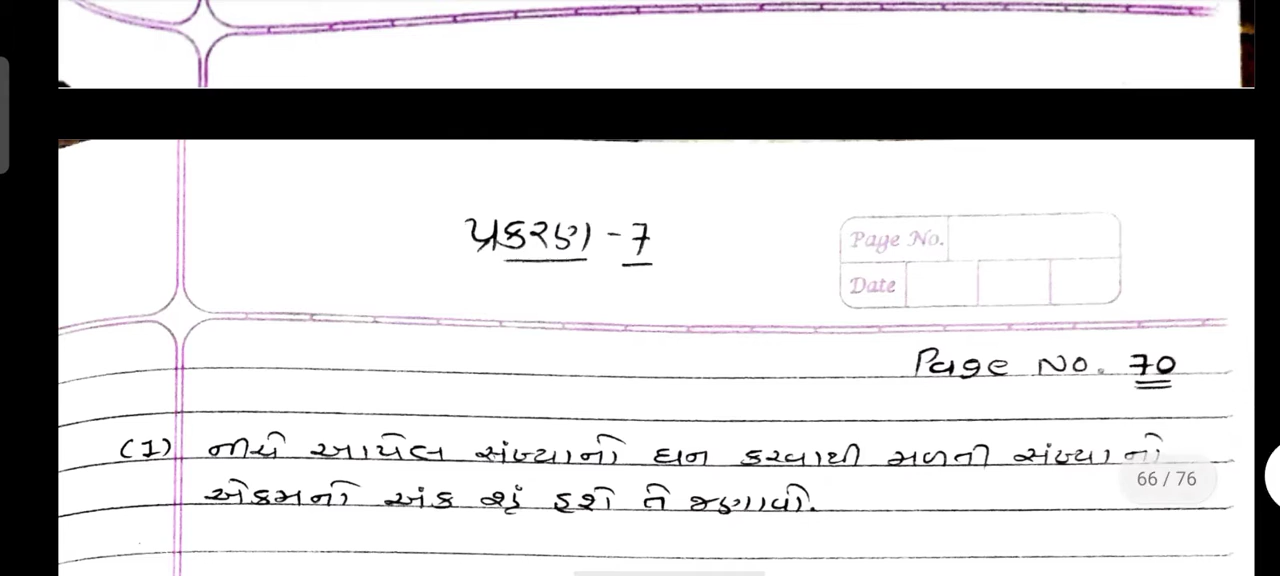 પ્રકરણ - 7
Page No.
Date
Page No. 70
(1) નીચે આપેલ સંખ્યાનો ઘન કરવાથી મળતી સંખ્યાનો
એકમનો અંક શું હશે તે જણાવો.
66 / 76